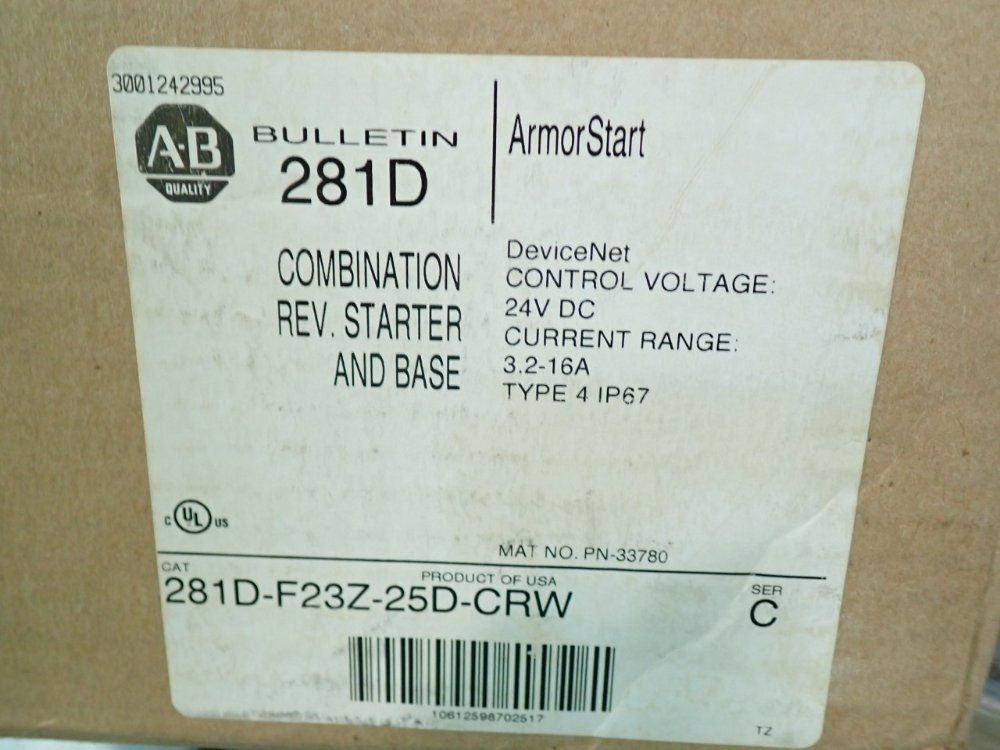 3001242995
A-B
QUALITY
BULLETIN
281D
ArmorStart
COMBINATION
REV. STARTER
AND BASE
DeviceNet
CONTROL VOLTAGE:
24V DC
CURRENT RANGE:
3.2-16A
TYPE 4 IP67
C UL US
MAT NO. PN-33780
CAT
PRODUCT OF USA
281D-F23Z-25D-CRW
SER
C
10612598702517
TZ